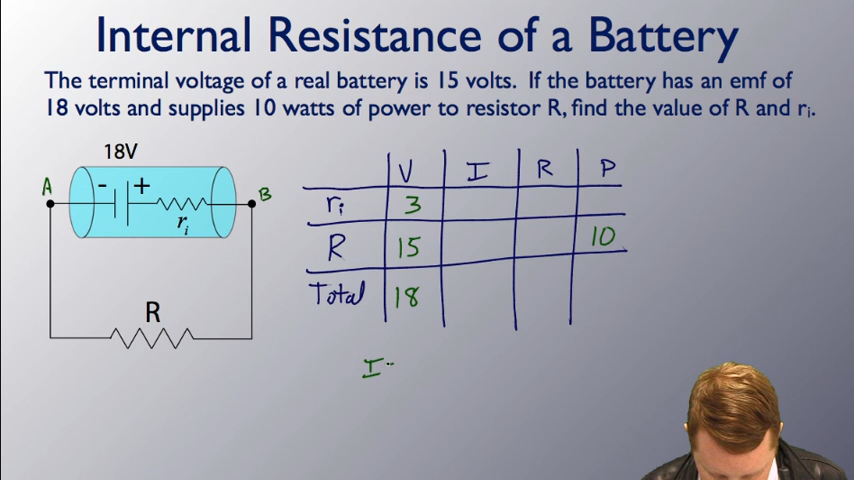 Internal Resistance of a Battery
The terminal voltage of a real battery is 15 volts. If the battery has an emf of
18 volts and supplies 10 watts of power to resistor R, find the value of R and rᵢ.
18V
A - + B
rᵢ
R
V I R P
rᵢ 3
R 15 10
Total 18
I